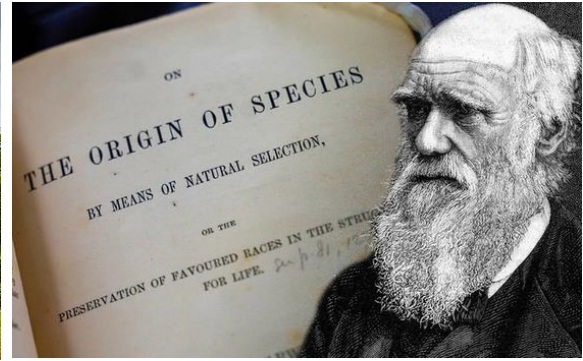 ON
THE ORIGIN OF SPECIES
BY MEANS OF NATURAL SELECTION,
OR THE
PRESERVATION OF FAVOURED RACES IN THE
FOR LIFE.